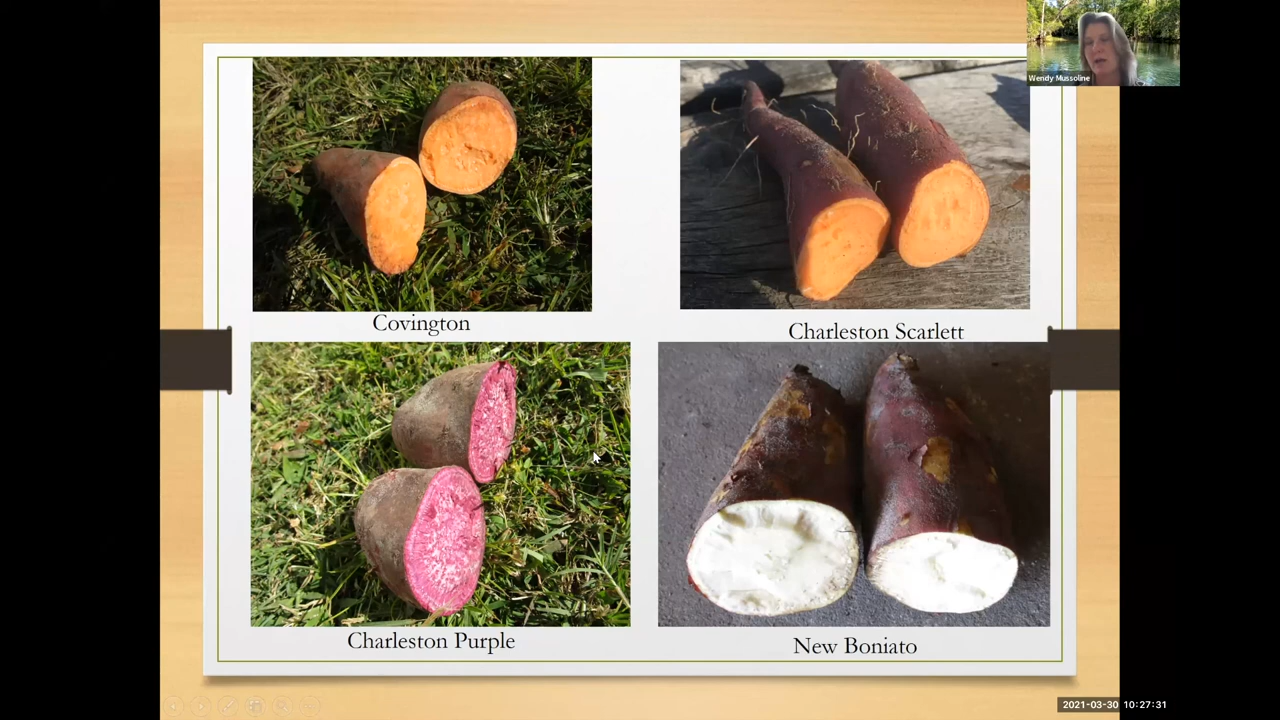 Wendy Mussoline
Covington
Charleston Scarlett
Charleston Purple
New Boniato
2021-03-30 10:27:31